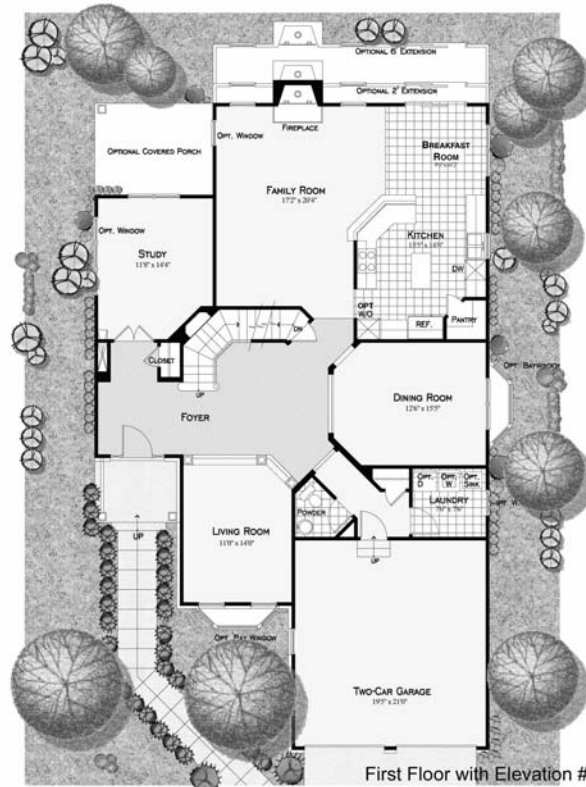 OPTIONAL 6' EXTENSION
OPTIONAL 2' EXTENSION
FIREPLACE
OPT. WINDOW
BREAKFAST
ROOM
OPTIONAL COVERED PORCH
FAMILY ROOM
17'2" x 20'4"
OPT. WINDOW
STUDY
11'8" x 14'4"
KITCHEN
DW
OPT
W/O
REF.
PANTRY
DN
CLOSET
UP
FOYER
DINING ROOM
12'6" x 15'5"
OPT.
D
OPT.
W
OPT.
SINK
LAUNDRY
POWDER
UP
LIVING ROOM
11'0" x 14'0"
UP
OPT. BAY WINDOW
TWO-CAR GARAGE
19'5" x 21'0"
First Floor with Elevation #